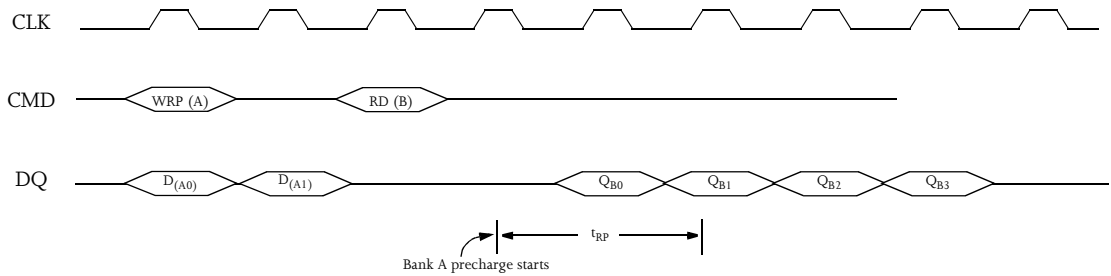 CLK
CMD WRP (A) RD (B)
DQ D(A0) D(A1) QB0 QB1 QB2 QB3
tRP
Bank A precharge starts